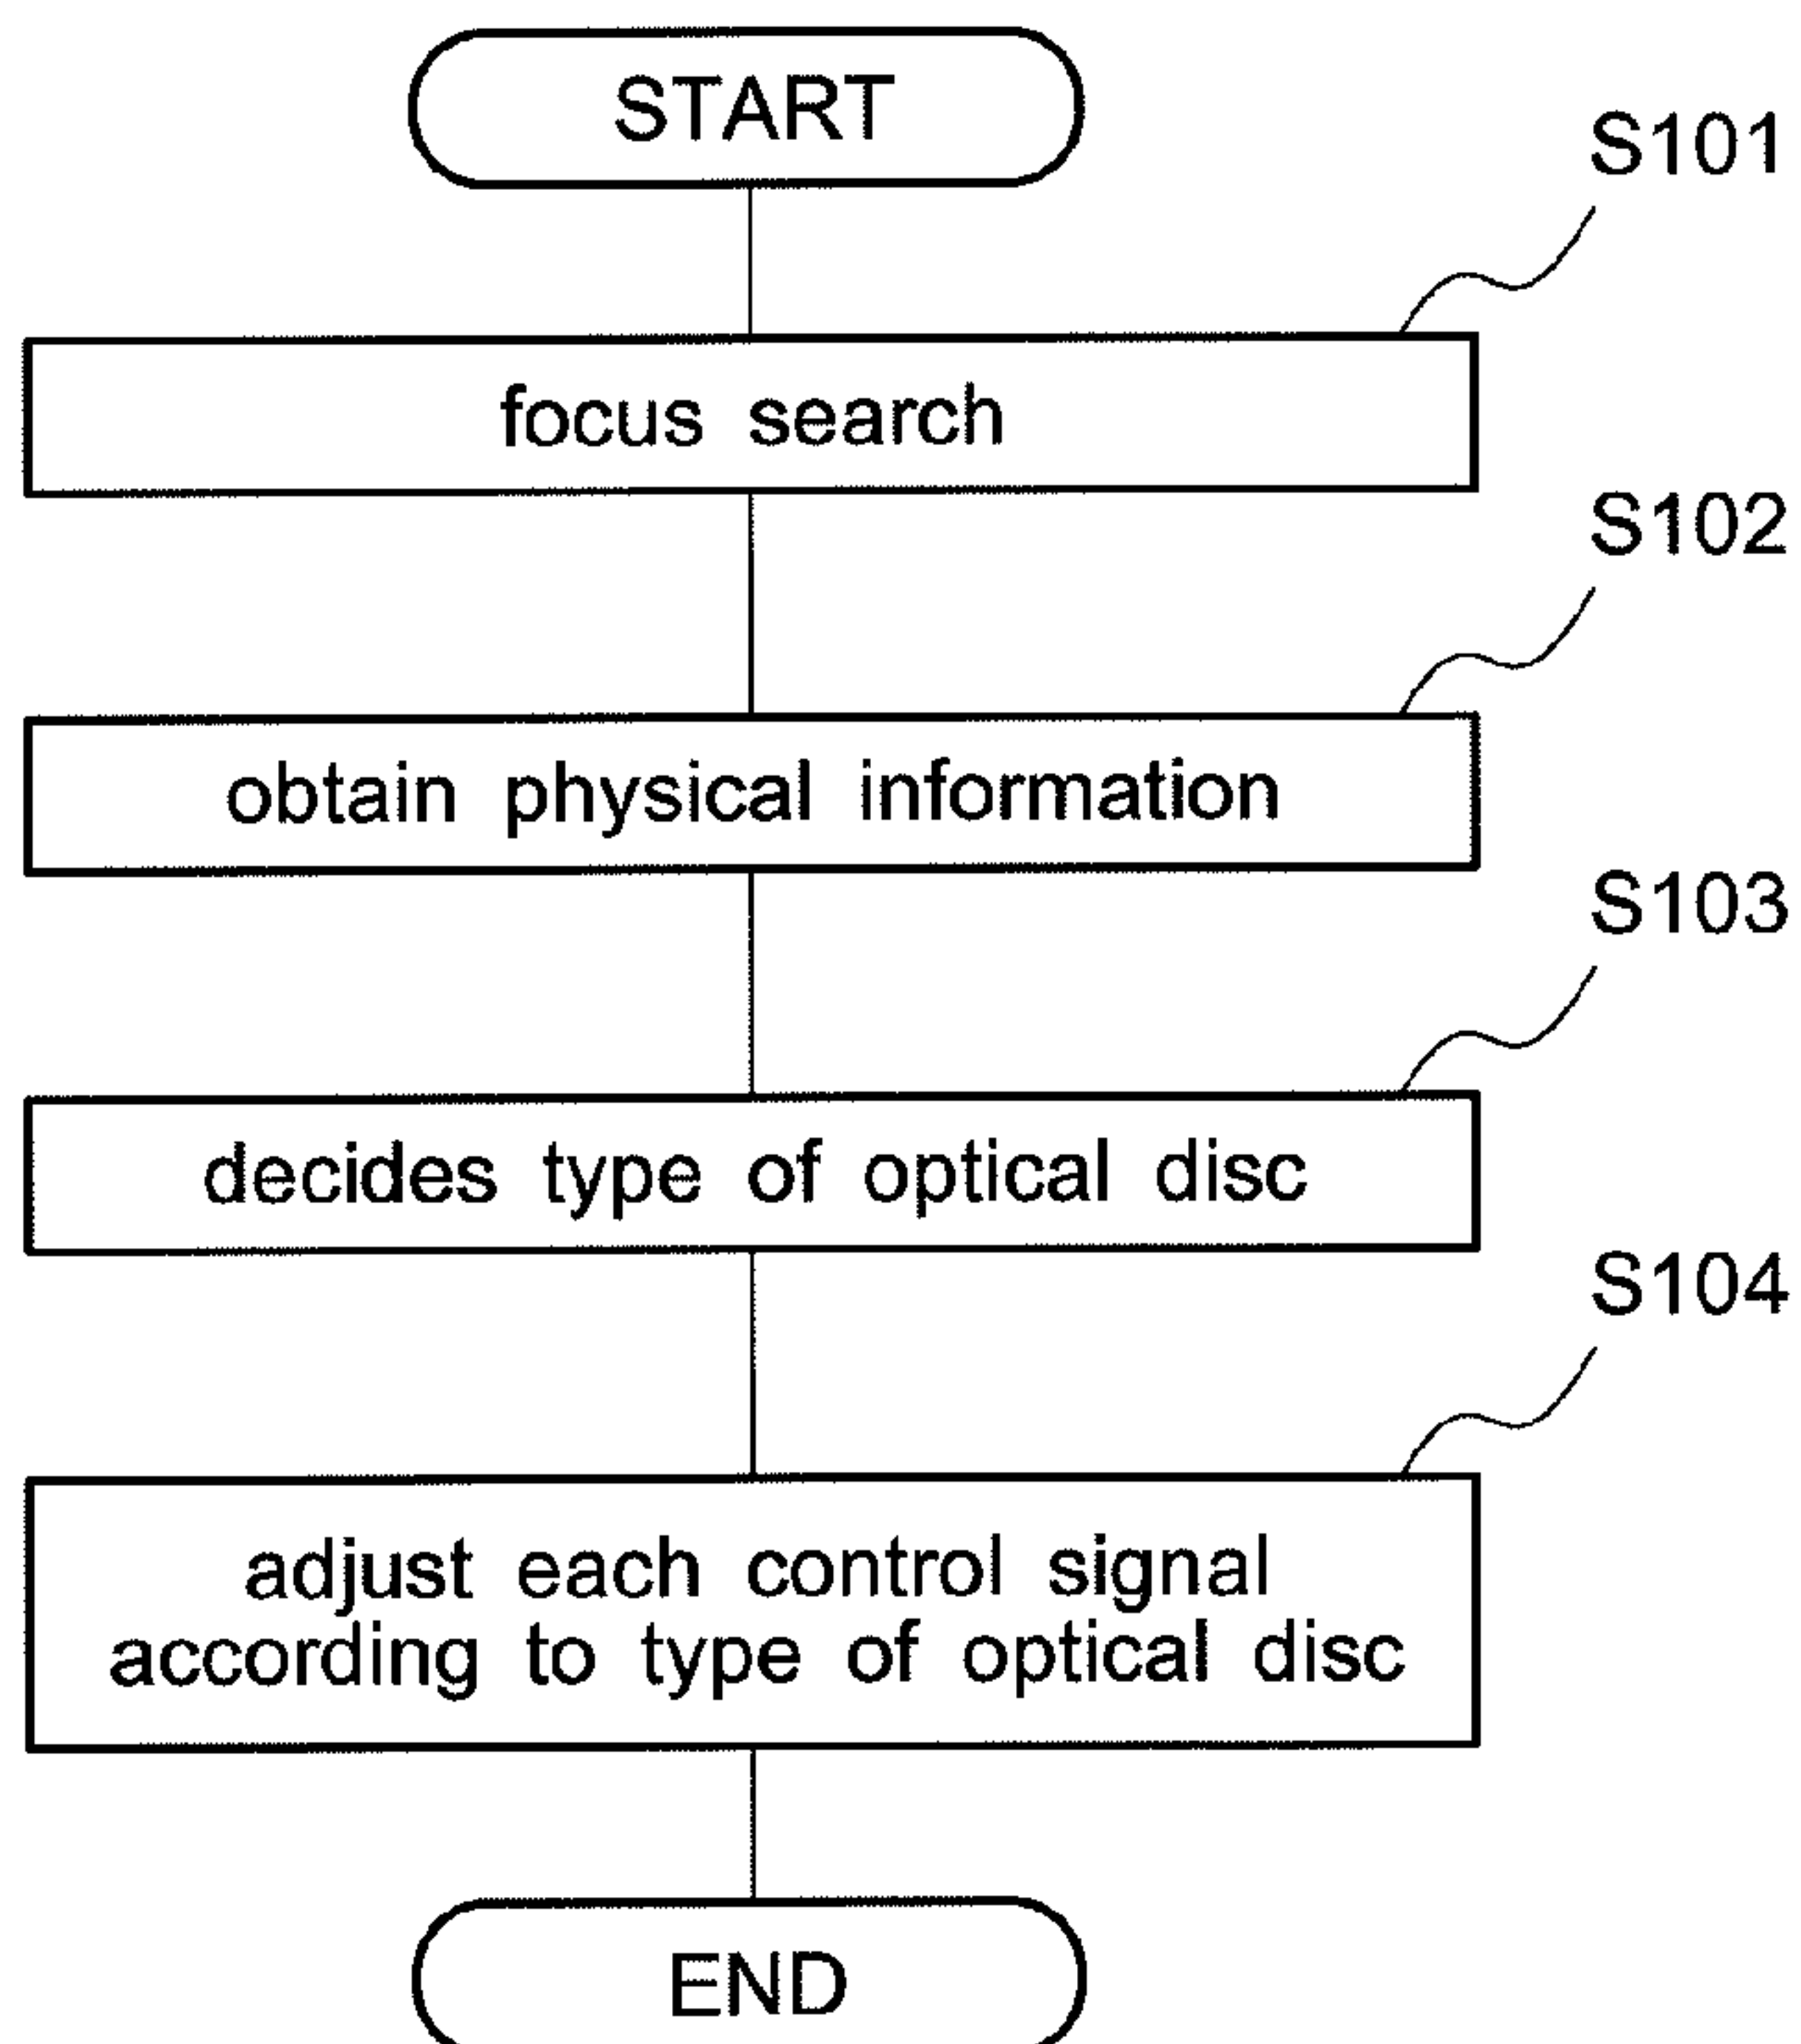 START
S101
focus search
S102
obtain physical information
S103
decides type of optical disc
S104
adjust each control signal
according to type of optical disc
END